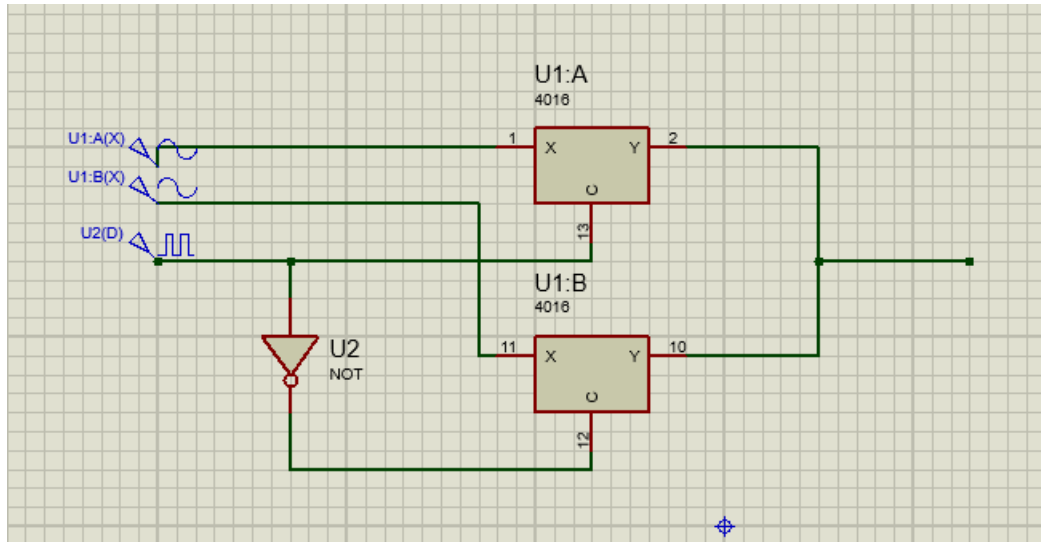 U1:A
4016
U1:A(X)
1
X
Y
2
U1:B(X)
C
U2(D)
13
U1:B
4016
U2
NOT
11
X
Y
10
C
12